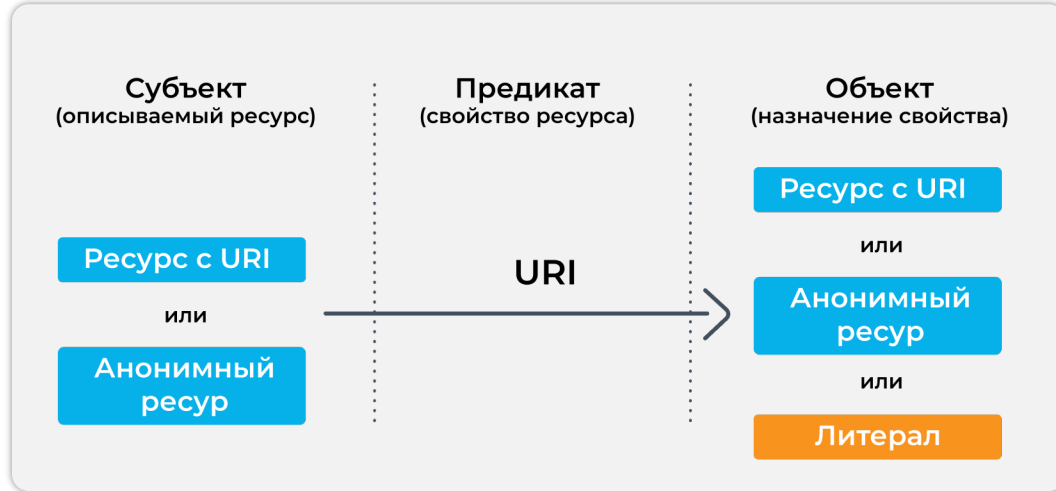 Субъект
(описываемый ресурс)
Предикат
(свойство ресурса)
Объект
(назначение свойства)
Ресурс с URI
или
Анонимный
ресур
URI
Ресурс с URI
или
Анонимный
ресур
или
Литерал